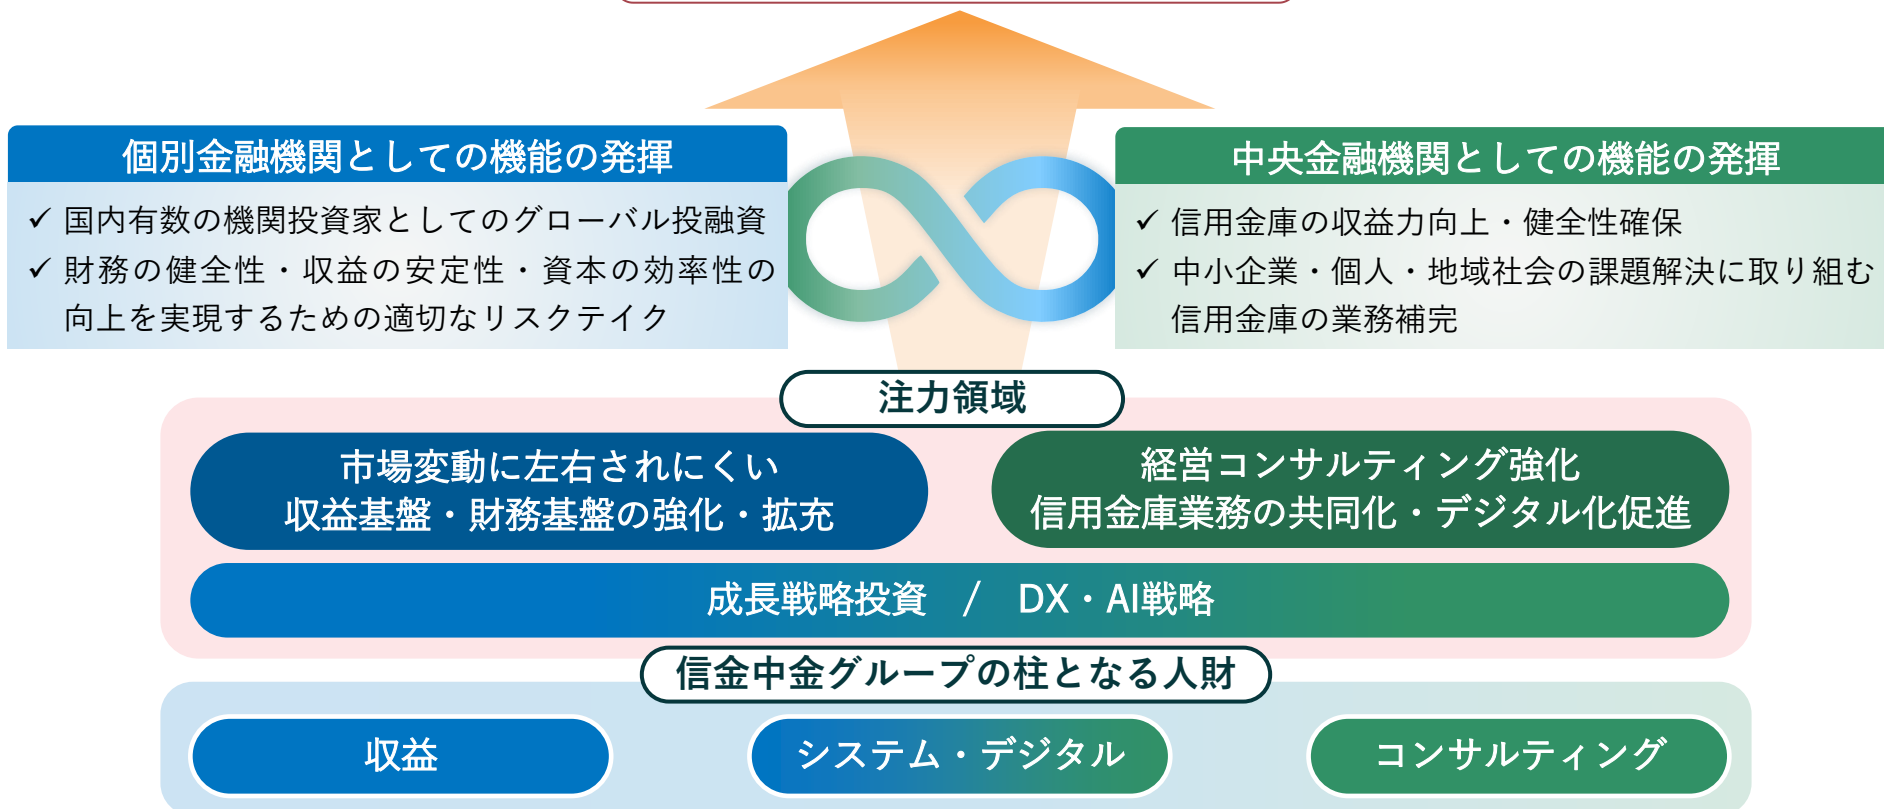 個別金融機関としての機能の発揮
✓ 国内有数の機関投資家としてのグローバル投融資
✓ 財務の健全性・収益の安定性・資本の効率性の
向上を実現するための適切なリスクテイク
中央金融機関としての機能の発揮
✓ 信用金庫の収益力向上・健全性確保
✓ 中小企業・個人・地域社会の課題解決に取り組む
信用金庫の業務補完
注力領域
市場変動に左右されにくい
収益基盤・財務基盤の強化・拡充
経営コンサルティング強化
信用金庫業務の共同化・デジタル化促進
成長戦略投資 / DX・AI戦略
信金中金グループの柱となる人財
収益
システム・デジタル
コンサルティング